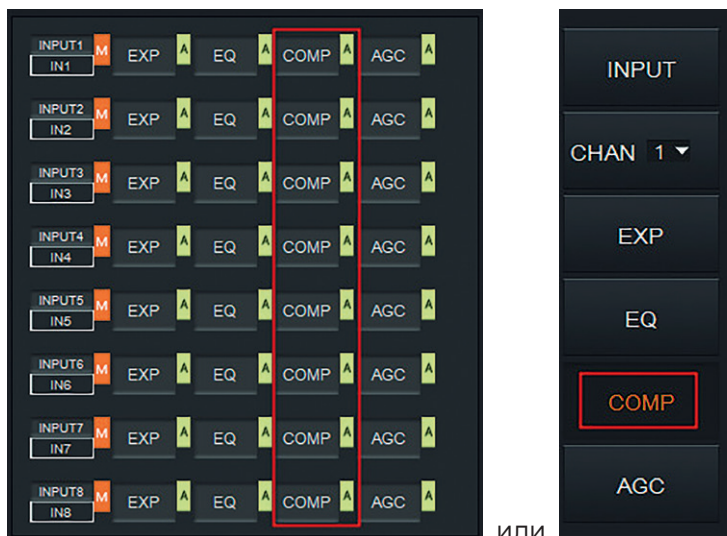 INPUT1 M EXP A EQ A COMP A AGC A
IN1
INPUT2 M EXP A EQ A COMP A AGC A
IN2
INPUT3 M EXP A EQ A COMP A AGC A
IN3
INPUT4 M EXP A EQ A COMP A AGC A
IN4
INPUT5 M EXP A EQ A COMP A AGC A
IN5
INPUT6 M EXP A EQ A COMP A AGC A
IN6
INPUT7 M EXP A EQ A COMP A AGC A
IN7
INPUT8 M EXP A EQ A COMP A AGC A
IN8
или
INPUT
CHAN 1
EXP
EQ
COMP
AGC